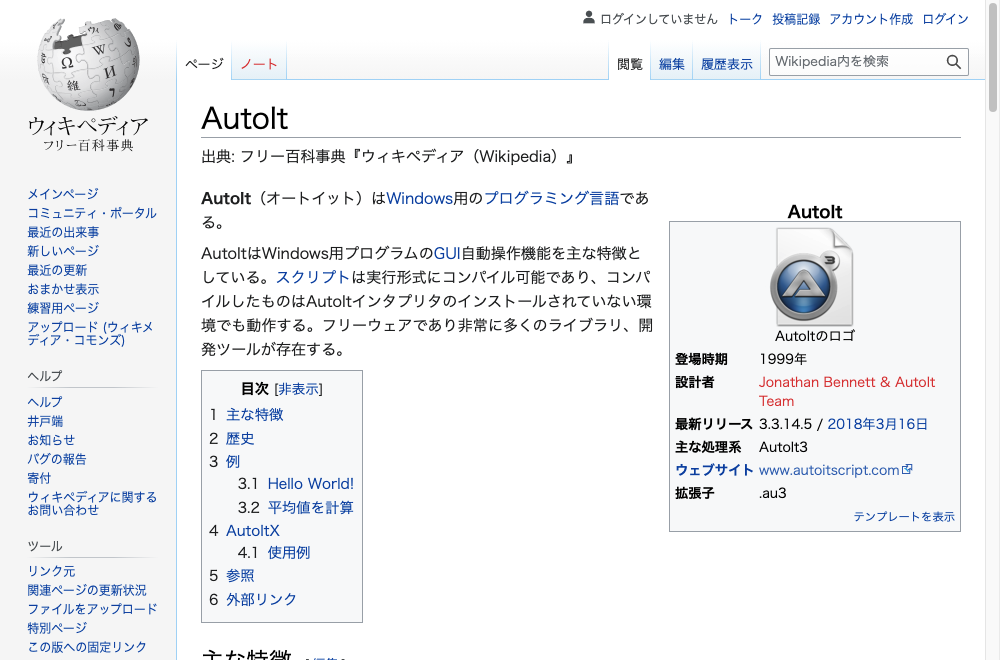 ログインしていません トーク 投稿記録 アカウント作成 ログイン
ページ ノート 閲覧 編集 履歴表示 Wikipedia内を検索
ウィキペディア
フリー百科事典
メインページ
コミュニティ・ポータル
最近の出来事
新しいページ
最近の更新
おまかせ表示
練習用ページ
アップロード (ウィキメ
ディア・コモンズ)
ヘルプ
ヘルプ
井戸端
お知らせ
バグの報告
寄付
ウィキペディアに関する
お問い合わせ
ツール
リンク元
関連ページの更新状況
ファイルをアップロード
特別ページ
この版への固定リンク
AutoIt
出典: フリー百科事典『ウィキペディア（Wikipedia）』
AutoIt（オートイット）はWindows用のプログラミング言語であ
る。
AutoItはWindows用プログラムのGUI自動操作機能を主な特徴と
している。スクリプトは実行形式にコンパイル可能であり、コンパ
イルしたものはAutoItインタプリタのインストールされていない環
境でも動作する。フリーウェアであり非常に多くのライブラリ、開
発ツールが存在する。
目次 [非表示]
1 主な特徴
2 歴史
3 例
3.1 Hello World!
3.2 平均値を計算
4 AutoItX
4.1 使用例
5 参照
6 外部リンク
AutoIt
AutoItのロゴ
登場時期 1999年
設計者 Jonathan Bennett & AutoIt
Team
最新リリース 3.3.14.5 / 2018年3月16日
主な処理系 AutoIt3
ウェブサイト www.autoitscript.com
拡張子 .au3
テンプレートを表示
主な特徴 [編集]